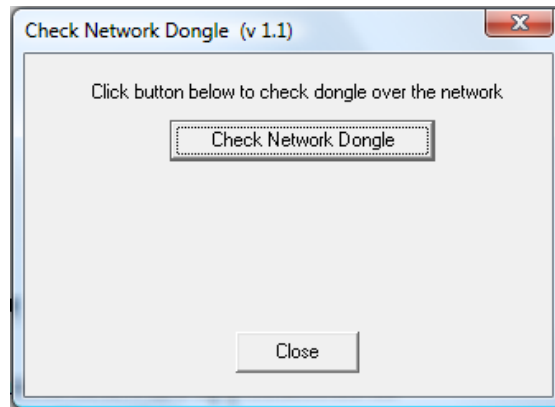 Check Network Dongle (v 1.1)
Click button below to check dongle over the network
Check Network Dongle
Close